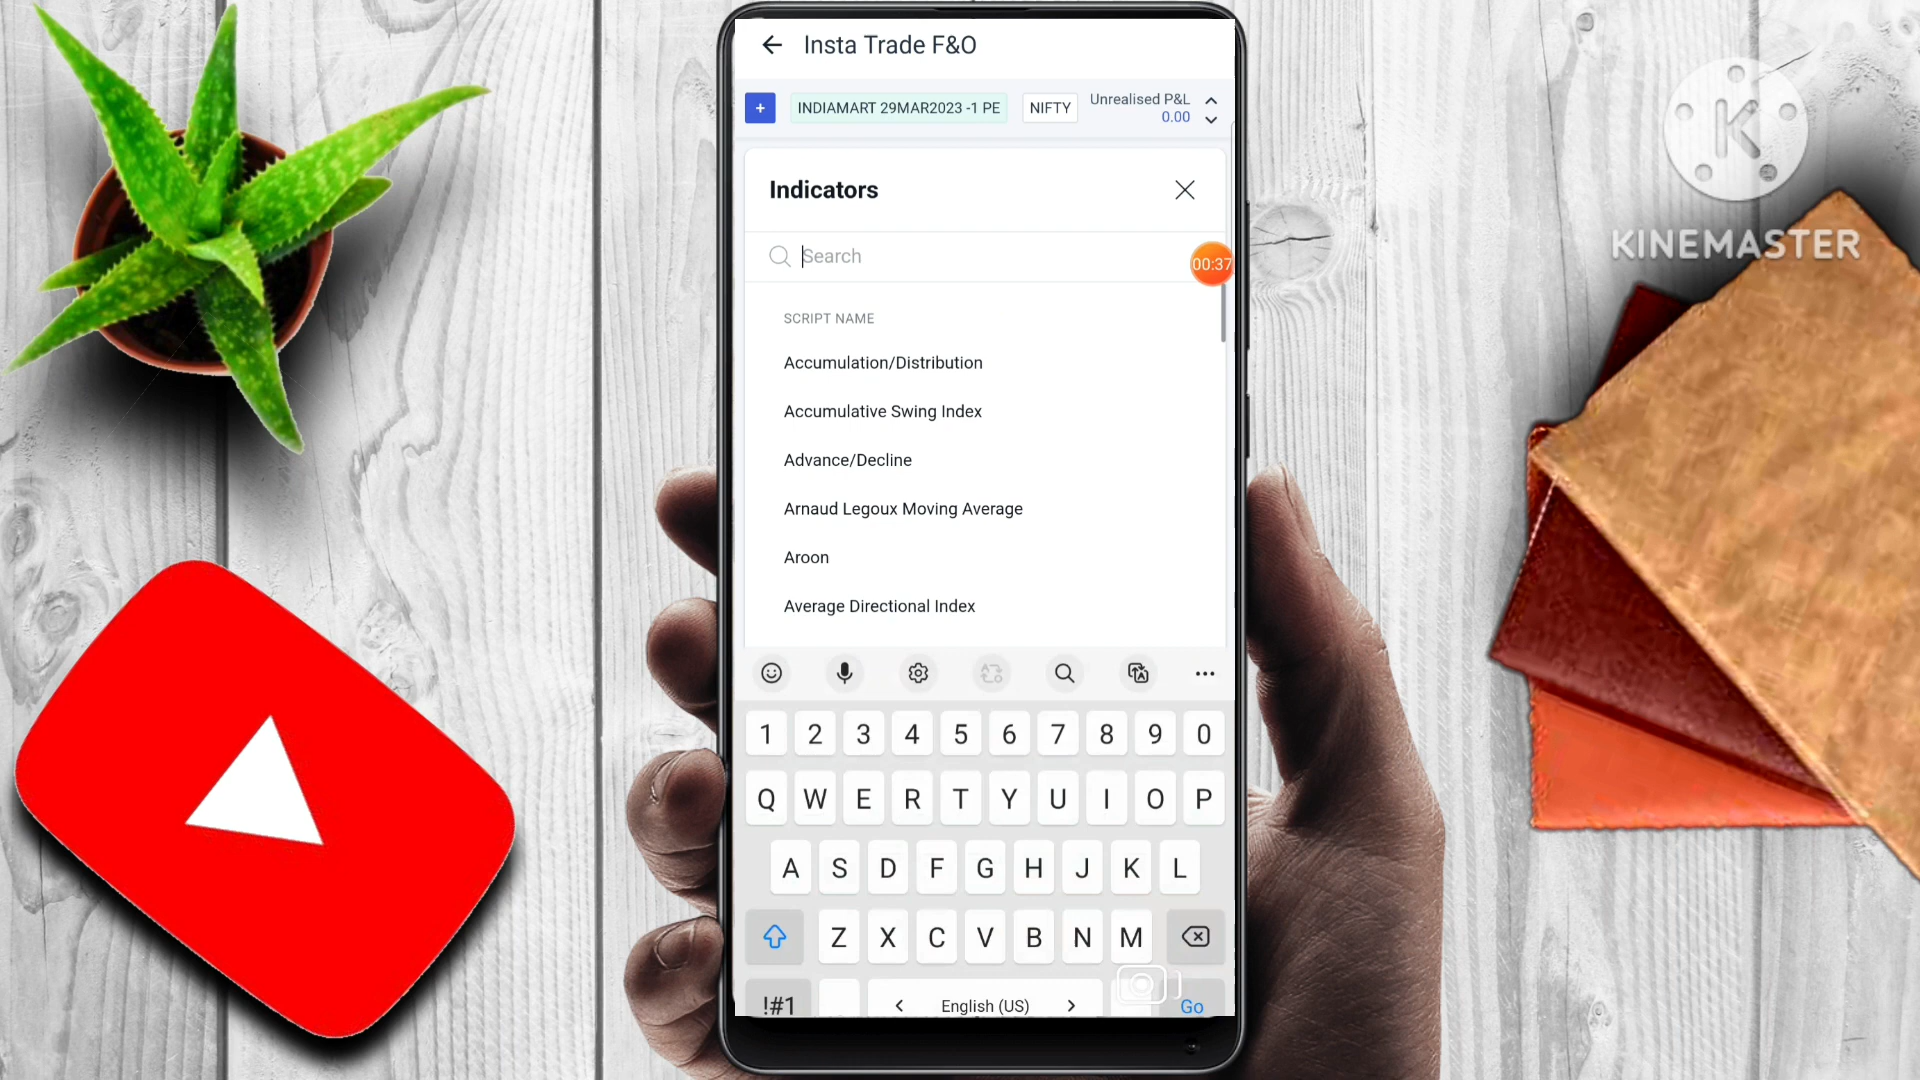 Insta Trade F&O
+
INDIAMART 29MAR2023 -1 PE
NIFTY
Unrealised P&L
0.00
Indicators
Search
00:37
SCRIPT NAME
Accumulation/Distribution
Accumulative Swing Index
Advance/Decline
Arnaud Legoux Moving Average
Aroon
Average Directional Index
1 2 3 4 5 6 7 8 9 0
Q W E R T Y U I O P
A S D F G H J K L
Z X C V B N M
!#1
< English (US) >
Go
K
KINEMASTER